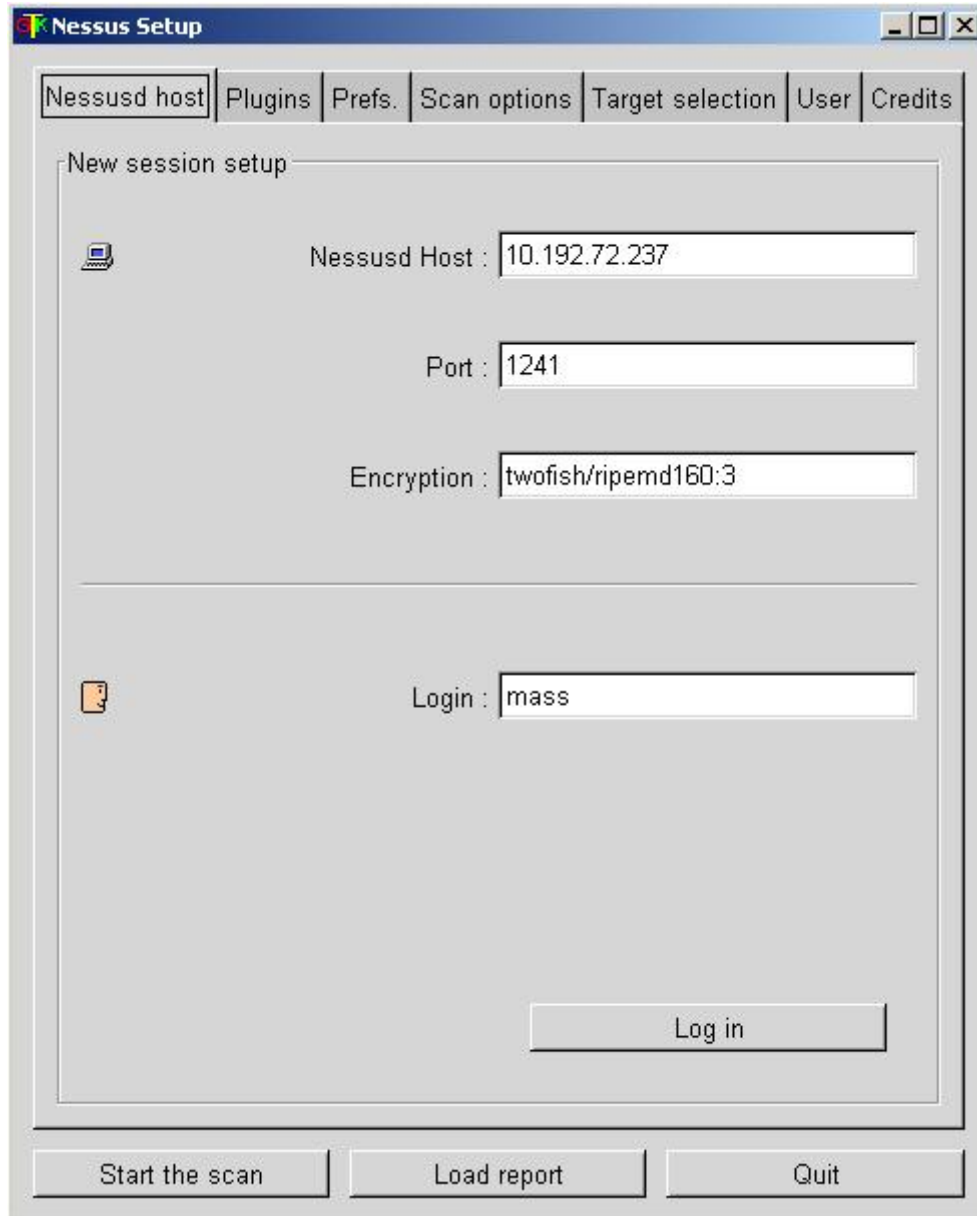 GTK Nessus Setup
Nessusd host Plugins Prefs. Scan options Target selection User Credits
New session setup
Nessusd Host : 10.192.72.237
Port : 1241
Encryption : twofish/ripemd160:3
Login : mass
Log in
Start the scan Load report Quit